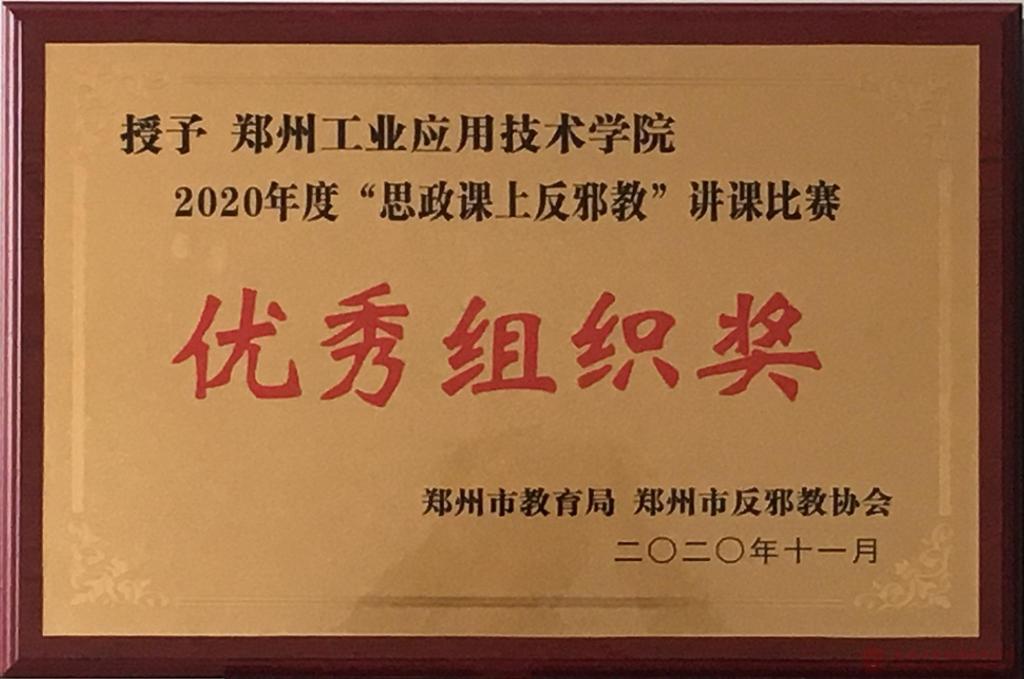 授予 郑州工业应用技术学院
2020年度“思政课上反邪教”讲课比赛
优秀组织奖
郑州市教育局 郑州市反邪教协会
二〇二〇年十一月